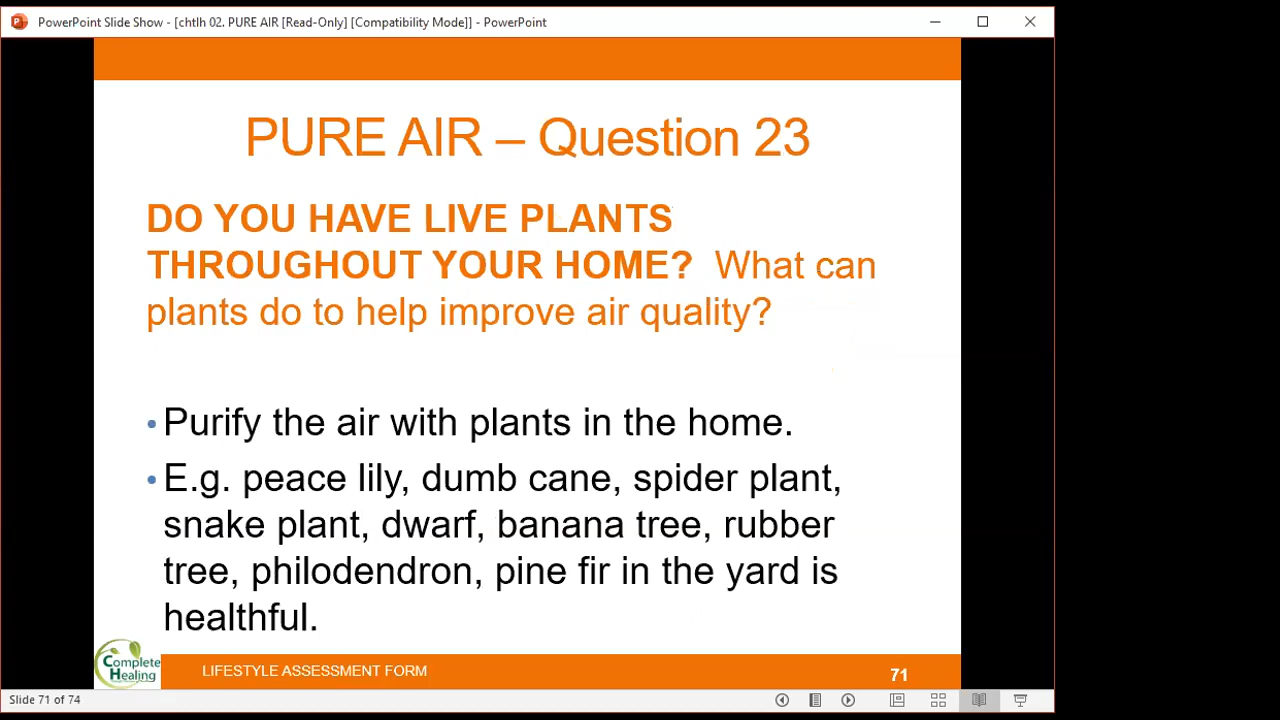 PowerPoint Slide Show - [chtlh 02. PURE AIR [Read-Only] [Compatibility Mode]] - PowerPoint
PURE AIR – Question 23
DO YOU HAVE LIVE PLANTS
THROUGHOUT YOUR HOME? What can
plants do to help improve air quality?
• Purify the air with plants in the home.
• E.g. peace lily, dumb cane, spider plant,
snake plant, dwarf, banana tree, rubber
tree, philodendron, pine fir in the yard is
healthful.
Complete
Healing
LIFESTYLE ASSESSMENT FORM
71
Slide 71 of 74